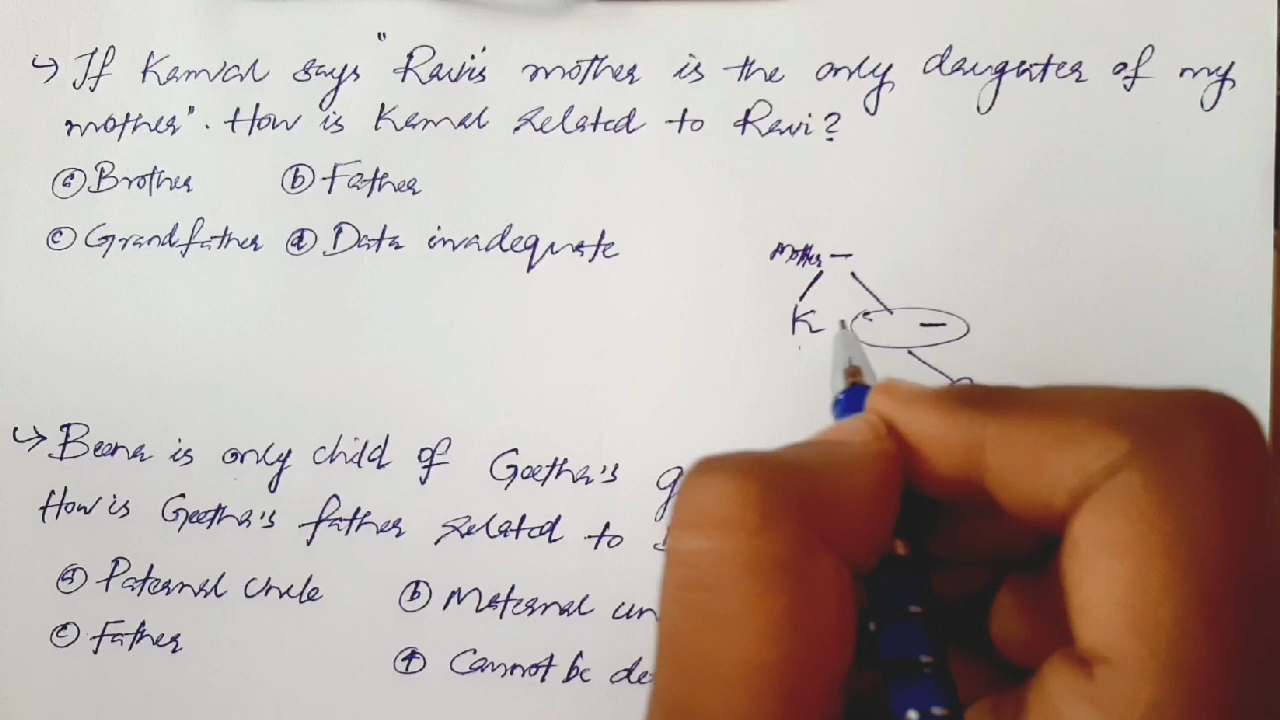 ↪ If Kamal says "Ravi's mother is the only daughter of my
mother". How is Kamal related to Ravi?
ⓐ Brother ⓑ Father
ⓒ Grandfather ⓓ Data inadequate
Mother —
K —
↪ Beena is only child of Geetha's
How is Geetha's father related to
ⓐ Paternal uncle ⓑ Maternal un
ⓒ Father
Cannot be de